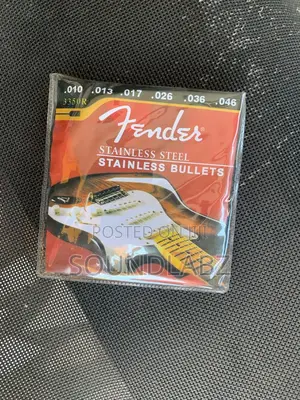 .010 .013 .017 .026 .036 .046
3350R
Fender
STAINLESS STEEL
STAINLESS BULLETS
POSTED ON
SOUNDLABZ